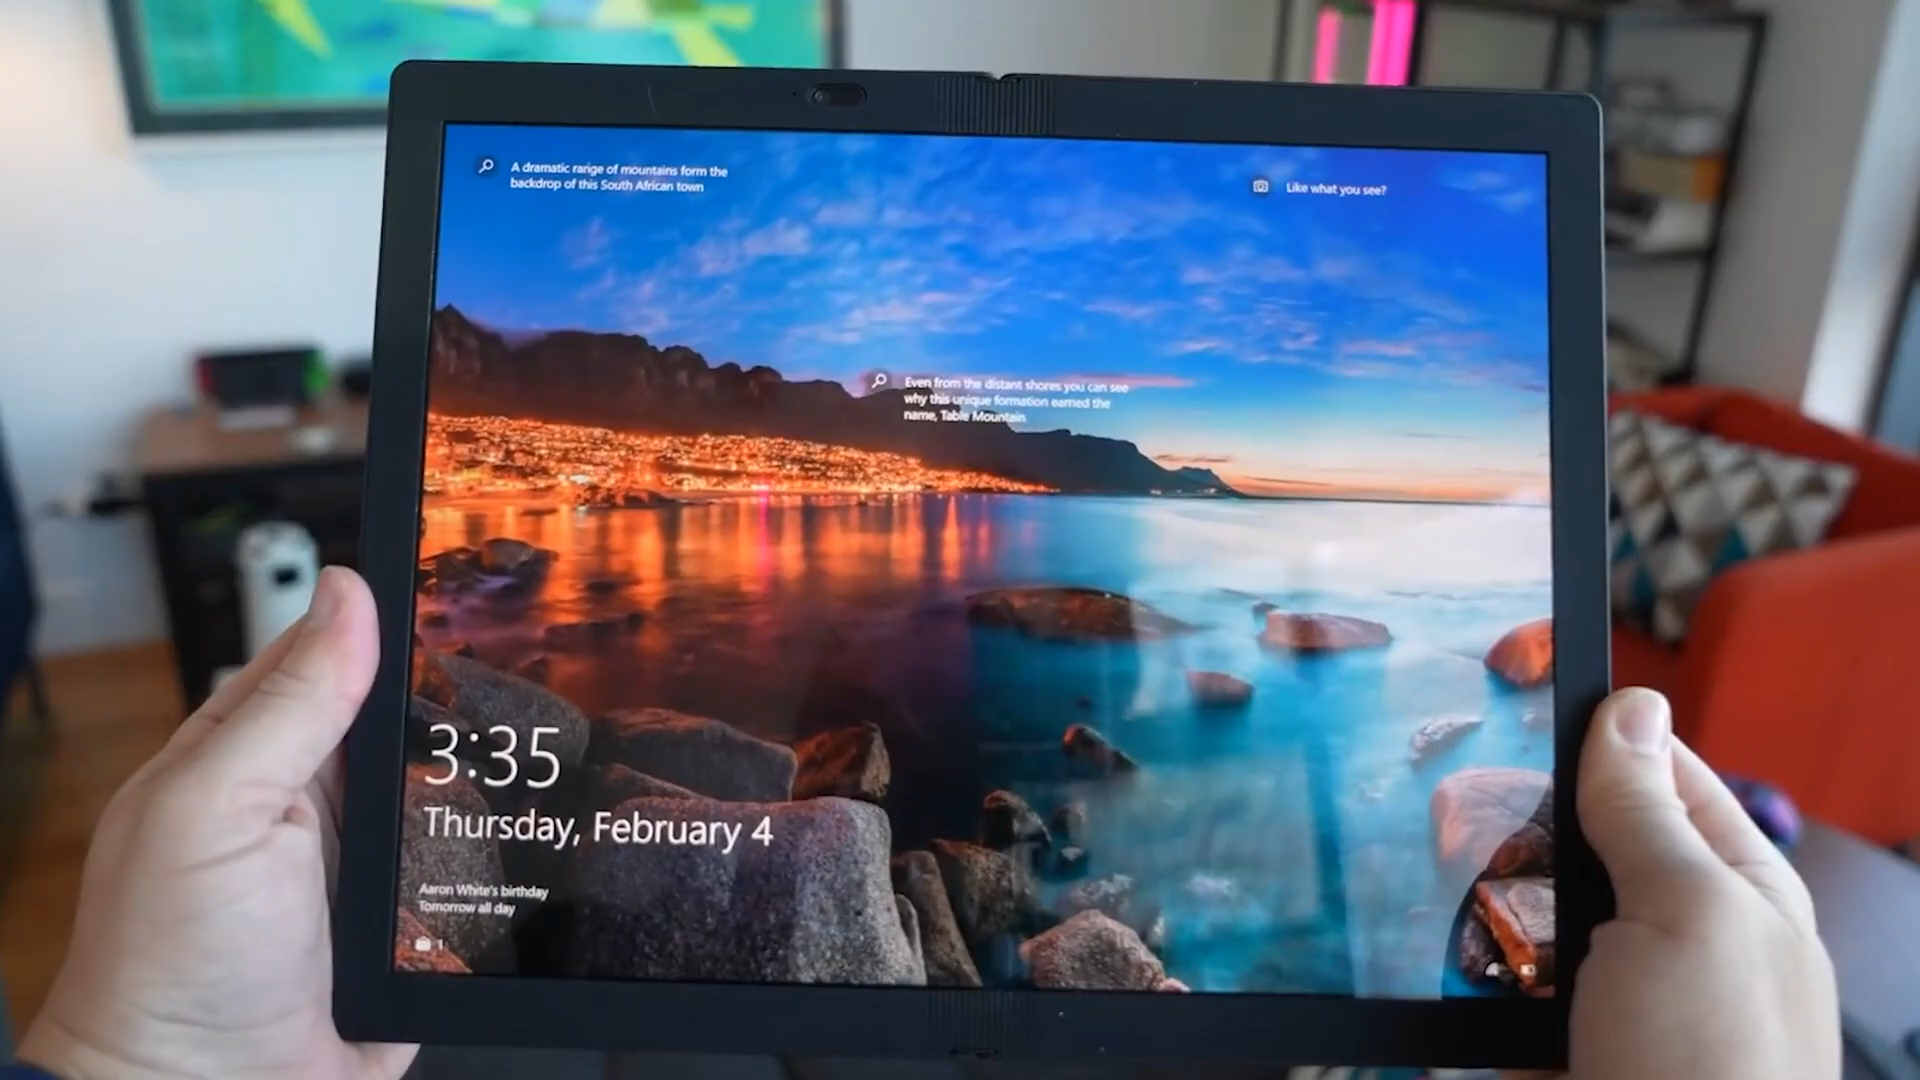 A dramatic range of mountains form the
backdrop of this South African town
Like what you see?
Even from the distant shores you can see
why this unique formation earned the
name, Table Mountain
3:35
Thursday, February 4
Aaron White's birthday
Tomorrow all day
1